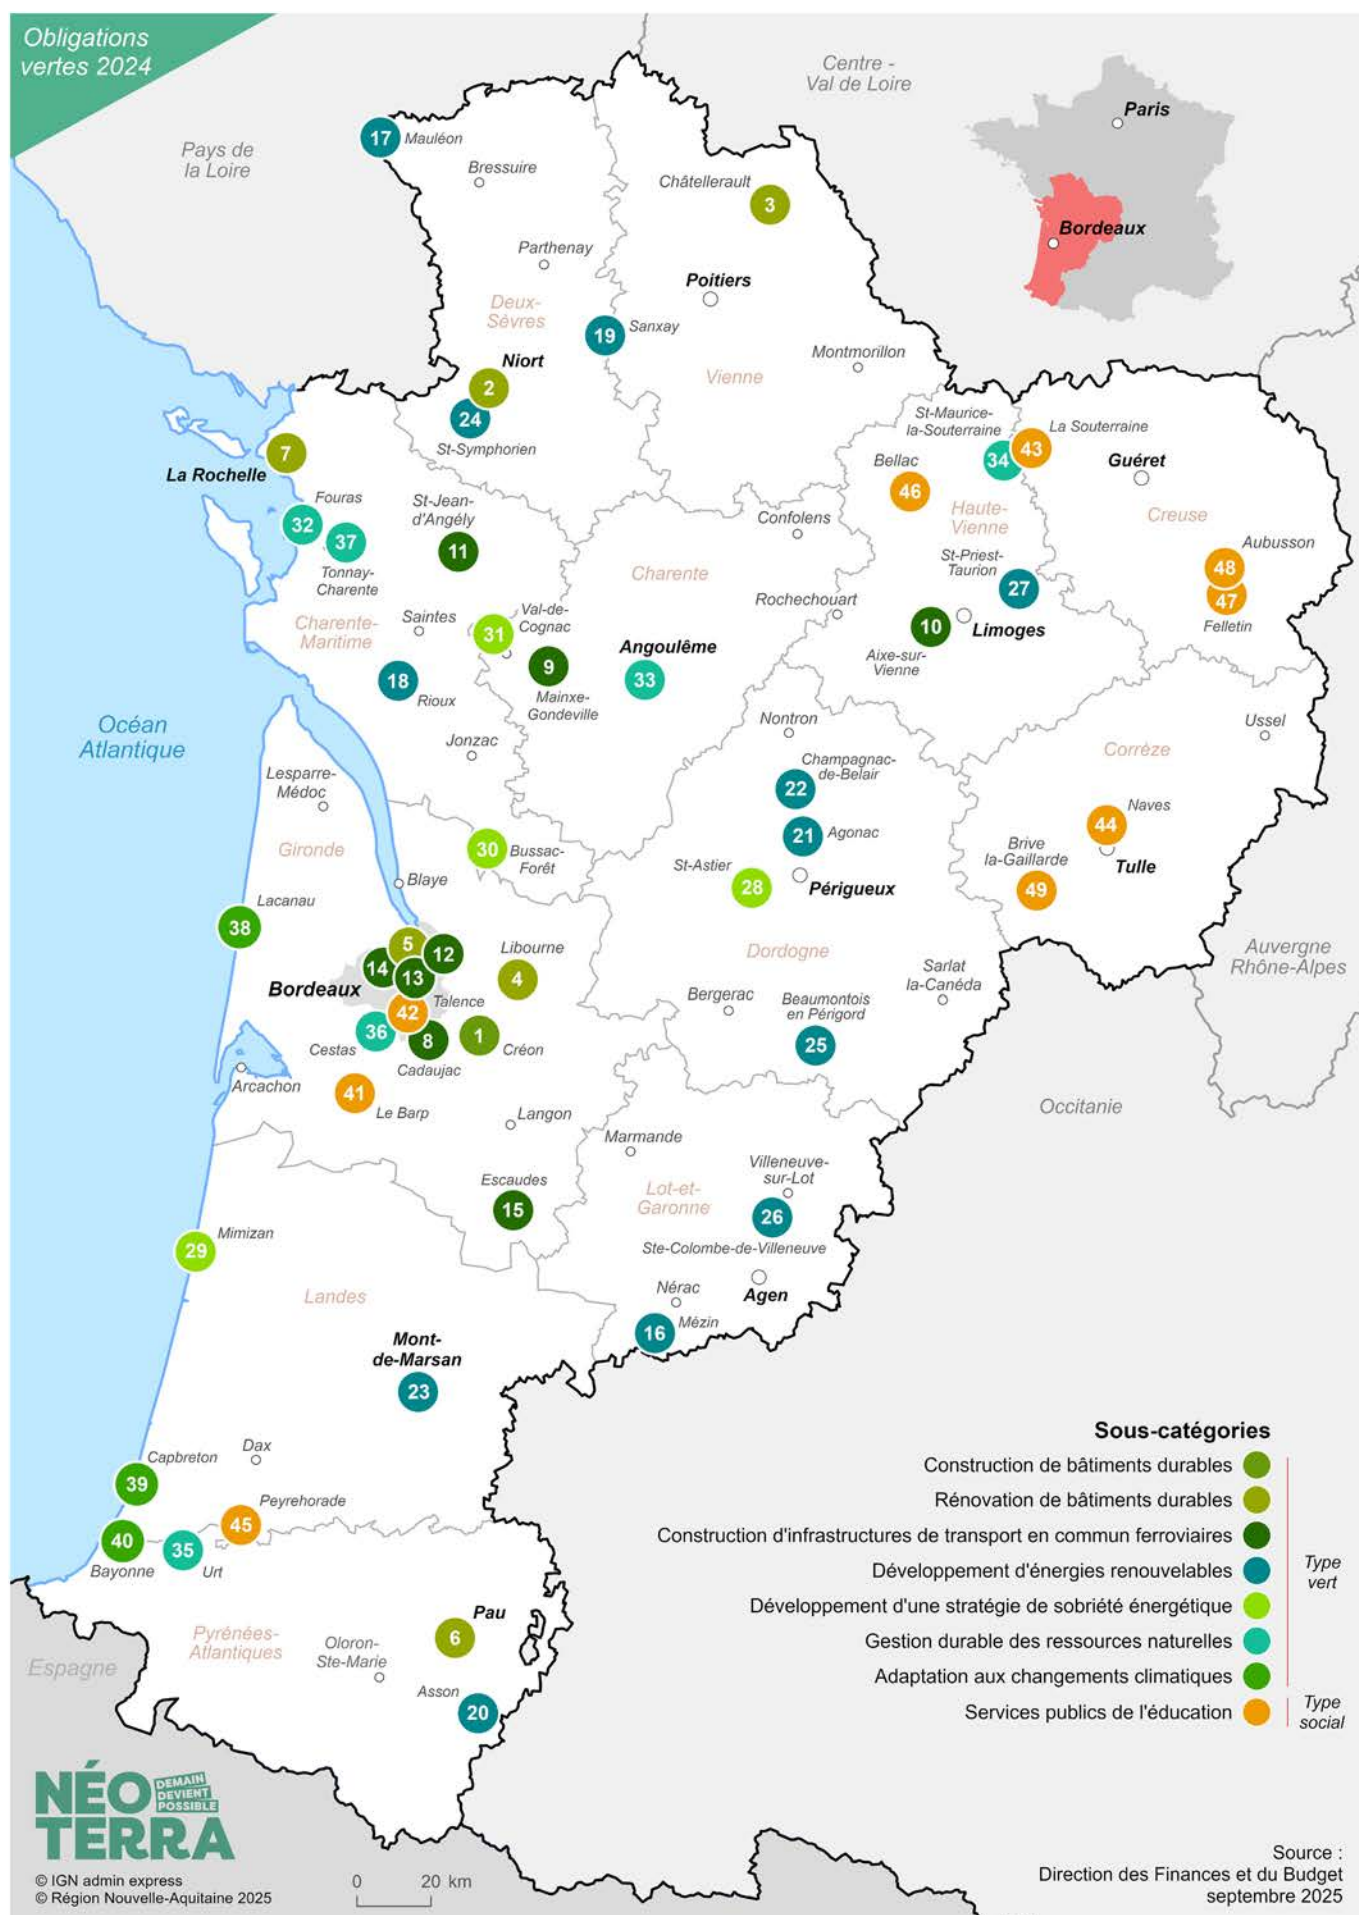 Obligations
vertes 2024
Centre -
Val de Loire
Paris
Bordeaux
Pays de
la Loire
17
Mauléon
Bressuire
Châtellerault
3
Parthenay
Deux-
Sèvres
Poitiers
19
Sanxay
Vienne
Montmorillon
Niort
2
24
St-Symphorien
7
La Rochelle
St-Maurice-
la-Souterraine
34
43
La Souterraine
Bellac
46
Guéret
Haute-
Vienne
Creuse
Fouras
32
37
Tonnay-
Charente
St-Jean-
d'Angély
11
Confolens
Charente
St-Priest-
Taurion
27
Aubusson
48
47
Felletin
Charente-
Maritime
Saintes
Val-de-
Cognac
31
Rochechouart
10
Limoges
Aixe-sur-
Vienne
Angoulême
33
9
Mainxe-
Gondeville
18
Rioux
Océan
Atlantique
Jonzac
Nontron
Ussel
Corrèze
Champagnac-
de-Belair
22
Lesparre-
Médoc
Gironde
21
Agonac
Naves
44
Tulle
Brive
la-Gaillarde
49
30
Bussac-
Forêt
Blaye
St-Astier
28
Périgueux
Lacanau
38
5
12
14
13
Bordeaux
Libourne
4
Dordogne
Auvergne
Rhône-Alpes
Sarlat
la-Canéda
Talence
42
36
Cestas
8
Cadaujac
1
Créon
Bergerac
Beaumontois
en Périgord
25
Arcachon
41
Le Barp
Langon
Occitanie
Marmande
Villeneuve-
sur-Lot
Lot-et-
Garonne
26
Ste-Colombe-de-Villeneuve
Escaudes
15
Mimizan
29
Landes
Nérac
Agen
16
Mézin
Mont-
de-Marsan
23
Dax
Capbreton
39
Peyrehorade
45
40
Bayonne
35
Urt
Pau
6
Pyrénées-
Atlantiques
Oloron-
Ste-Marie
Asson
20
Espagne
Sous-catégories
Construction de bâtiments durables
Rénovation de bâtiments durables
Construction d'infrastructures de transport en commun ferroviaires
Développement d'énergies renouvelables
Développement d'une stratégie de sobriété énergétique
Gestion durable des ressources naturelles
Adaptation aux changements climatiques
Type
vert
Services publics de l'éducation
Type
social
NÉO
TERRA
DEMAIN
DEVIENT
POSSIBLE
© IGN admin express
© Région Nouvelle-Aquitaine 2025
0 20 km
Source :
Direction des Finances et du Budget
septembre 2025